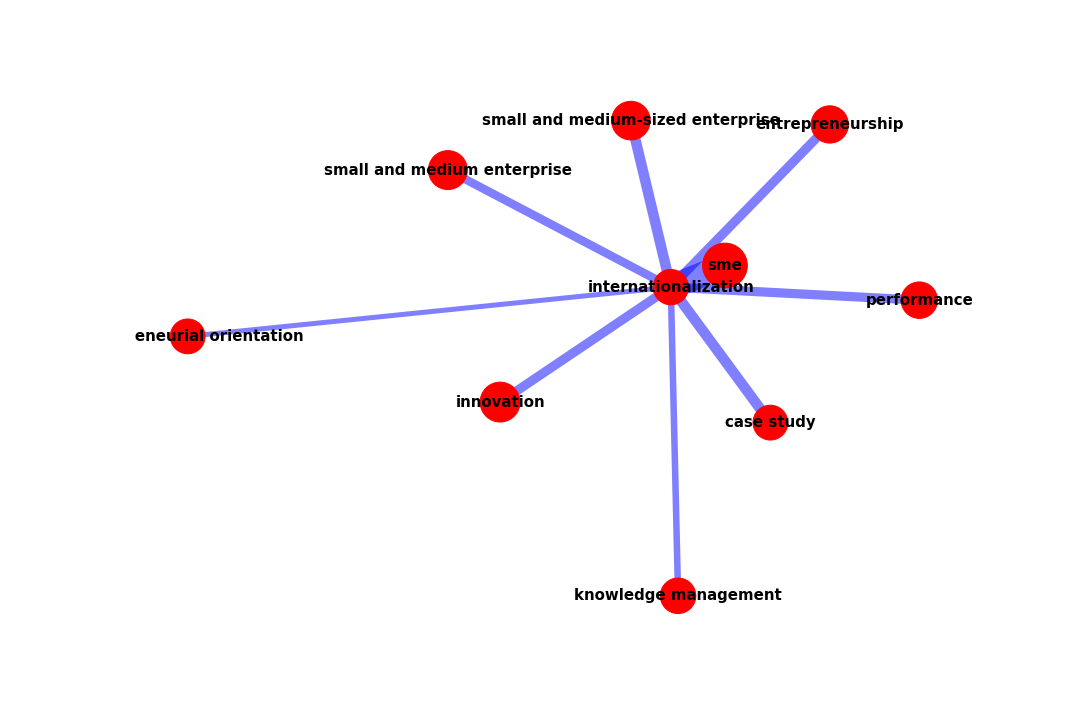 small and medium-sized enterprise
entrepreneurship
small and medium enterprise
sme
internationalization
performance
eneurial orientation
innovation
case study
knowledge management